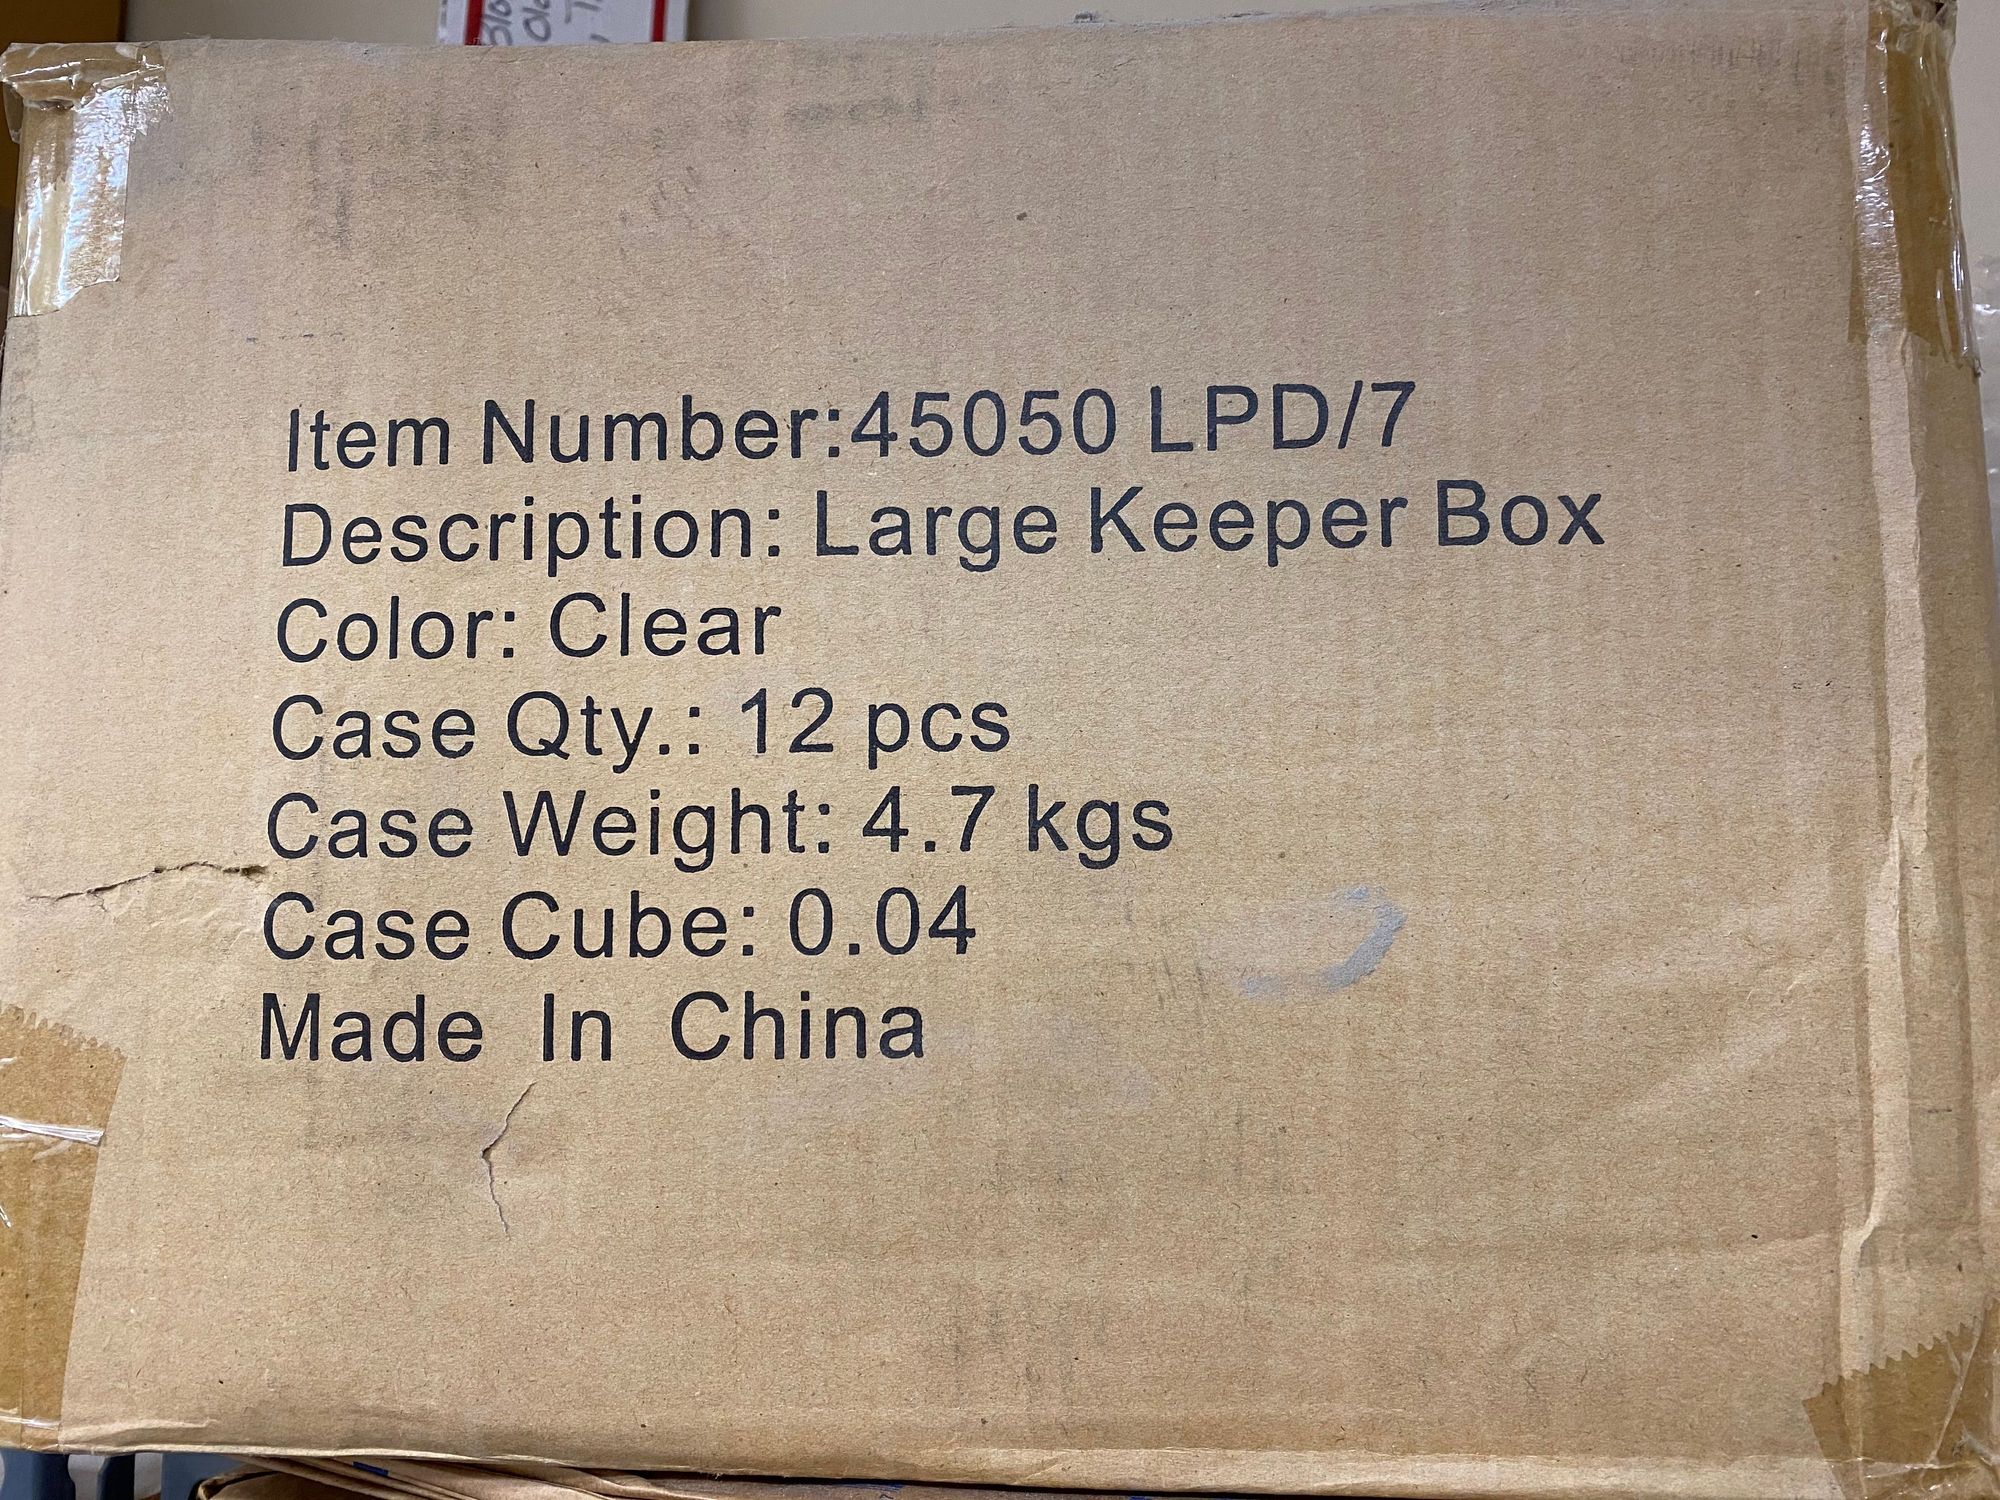 Item Number:45050 LPD/7
Description: Large Keeper Box
Color: Clear
Case Qty.: 12 pcs
Case Weight: 4.7 kgs
Case Cube: 0.04
Made In China